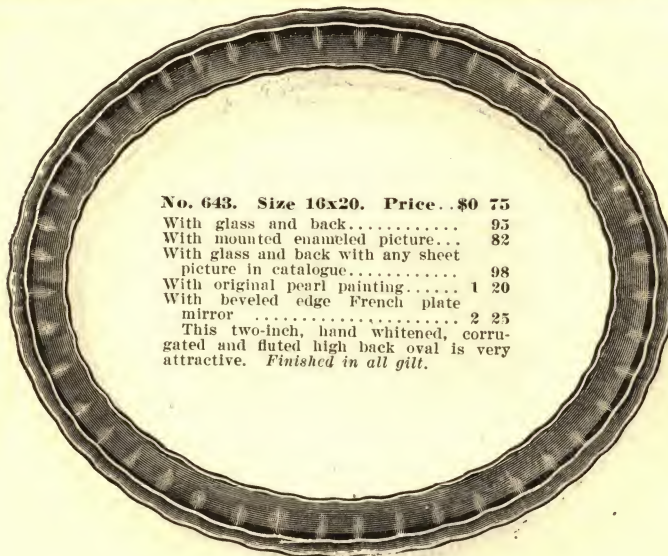 No. 643. Size 16x20. Price..$0 75
With glass and back............ 95
With mounted enameled picture... 82
With glass and back with any sheet
picture in catalogue............ 98
With original pearl painting...... 1 20
With beveled edge French plate
mirror ...................... 2 25
This two-inch, hand whitened, corru-
gated and fluted high back oval is very
attractive. Finished in all gilt.